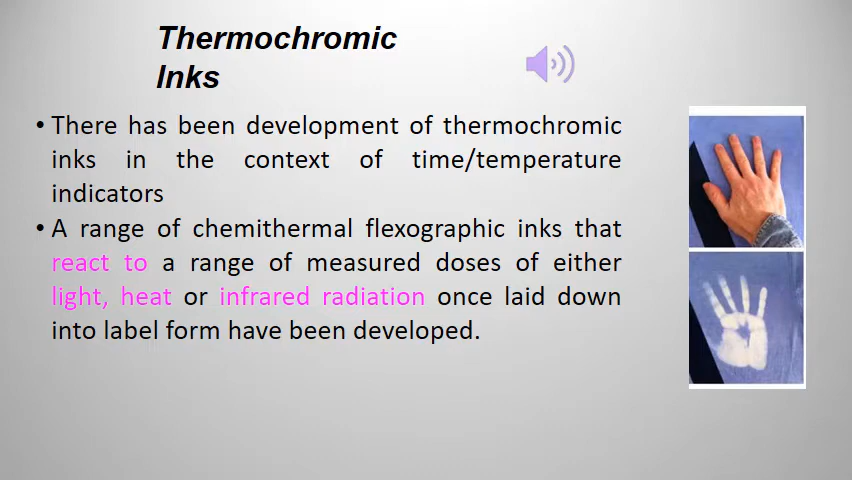 Thermochromic
Inks
• There has been development of thermochromic
inks in the context of time/temperature
indicators
• A range of chemithermal flexographic inks that
react to a range of measured doses of either
light, heat or infrared radiation once laid down
into label form have been developed.